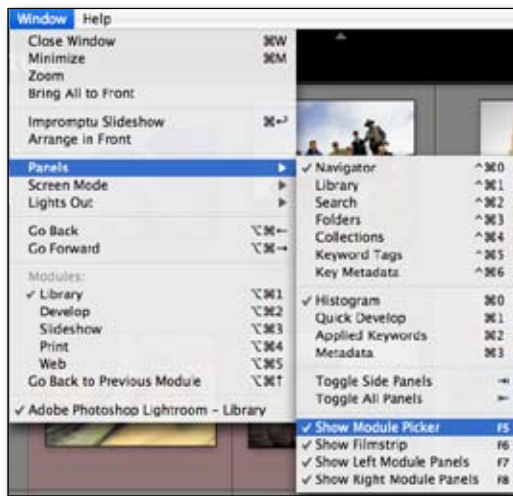 Window Help
Close Window ⌘W
Minimize ⌘M
Zoom
Bring All to Front
Impromptu Slideshow ⌘↩
Arrange in Front
Panels ▶
Screen Mode ▶
Lights Out ▶
Go Back ⌥⌘←
Go Forward ⌥⌘→
Modules:
✓ Library ⌥⌘1
Develop ⌥⌘2
Slideshow ⌥⌘3
Print ⌥⌘4
Web ⌥⌘5
Go Back to Previous Module ⌥⌘↑
✓ Adobe Photoshop Lightroom – Library
✓ Navigator ^⌘0
Library ^⌘1
Search ^⌘2
Folders ^⌘3
Collections ^⌘4
Keyword Tags ^⌘5
Key Metadata ^⌘6
✓ Histogram ⌘0
Quick Develop ⌘1
Applied Keywords ⌘2
Metadata ⌘3
Toggle Side Panels ⇥
Toggle All Panels ⇤
✓ Show Module Picker F5
✓ Show Filmstrip F6
✓ Show Left Module Panels F7
✓ Show Right Module Panels F8